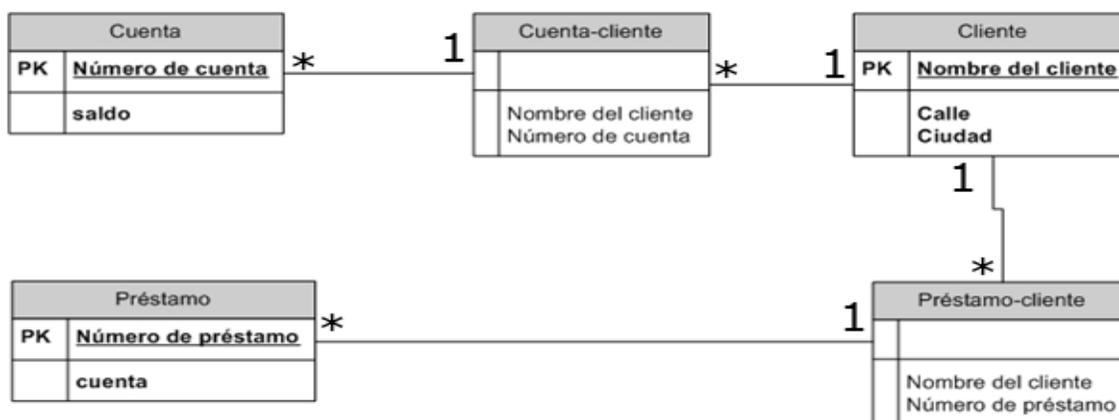 Cuenta
PK Número de cuenta
saldo
*
1
Cuenta-cliente
Nombre del cliente
Número de cuenta
*
1
Cliente
PK Nombre del cliente
Calle
Ciudad
1
*
Préstamo
PK Número de préstamo
cuenta
*
1
Préstamo-cliente
Nombre del cliente
Número de préstamo